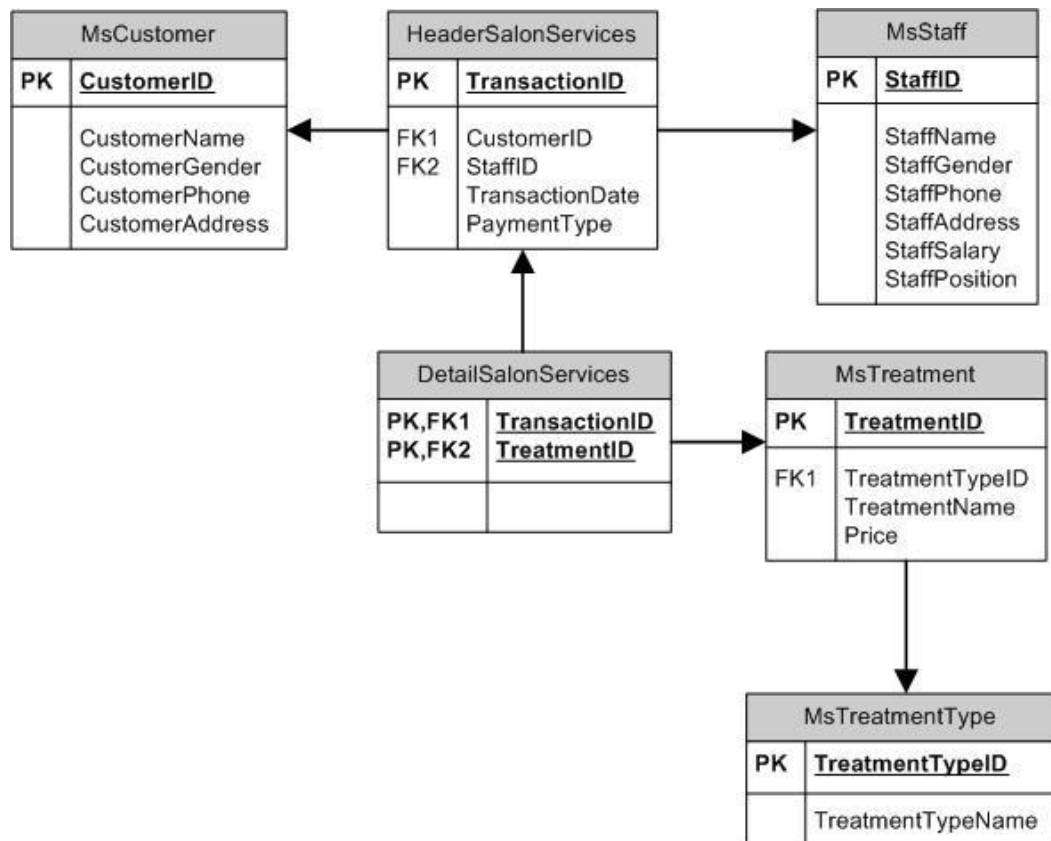 MsCustomer
PK CustomerID
CustomerName
CustomerGender
CustomerPhone
CustomerAddress
HeaderSalonServices
PK TransactionID
FK1 CustomerID
FK2 StaffID
TransactionDate
PaymentType
MsStaff
PK StaffID
StaffName
StaffGender
StaffPhone
StaffAddress
StaffSalary
StaffPosition
DetailSalonServices
PK,FK1 TransactionID
PK,FK2 TreatmentID
MsTreatment
PK TreatmentID
FK1 TreatmentTypeID
TreatmentName
Price
MsTreatmentType
PK TreatmentTypeID
TreatmentTypeName